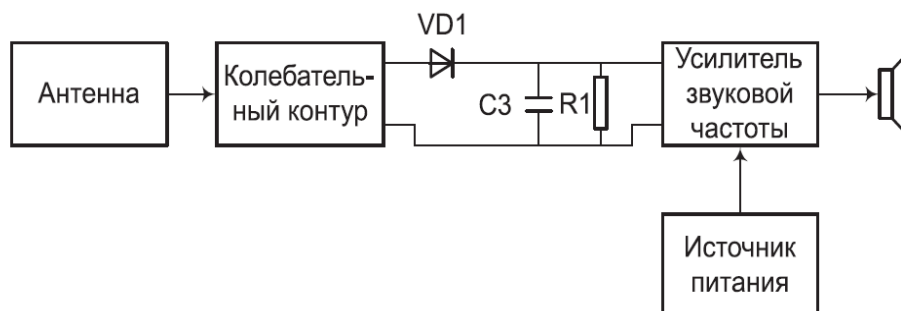 VD1
Антенна
Колебатель-
ный контур
C3
R1
Усилитель
звуковой
частоты
Источник
питания